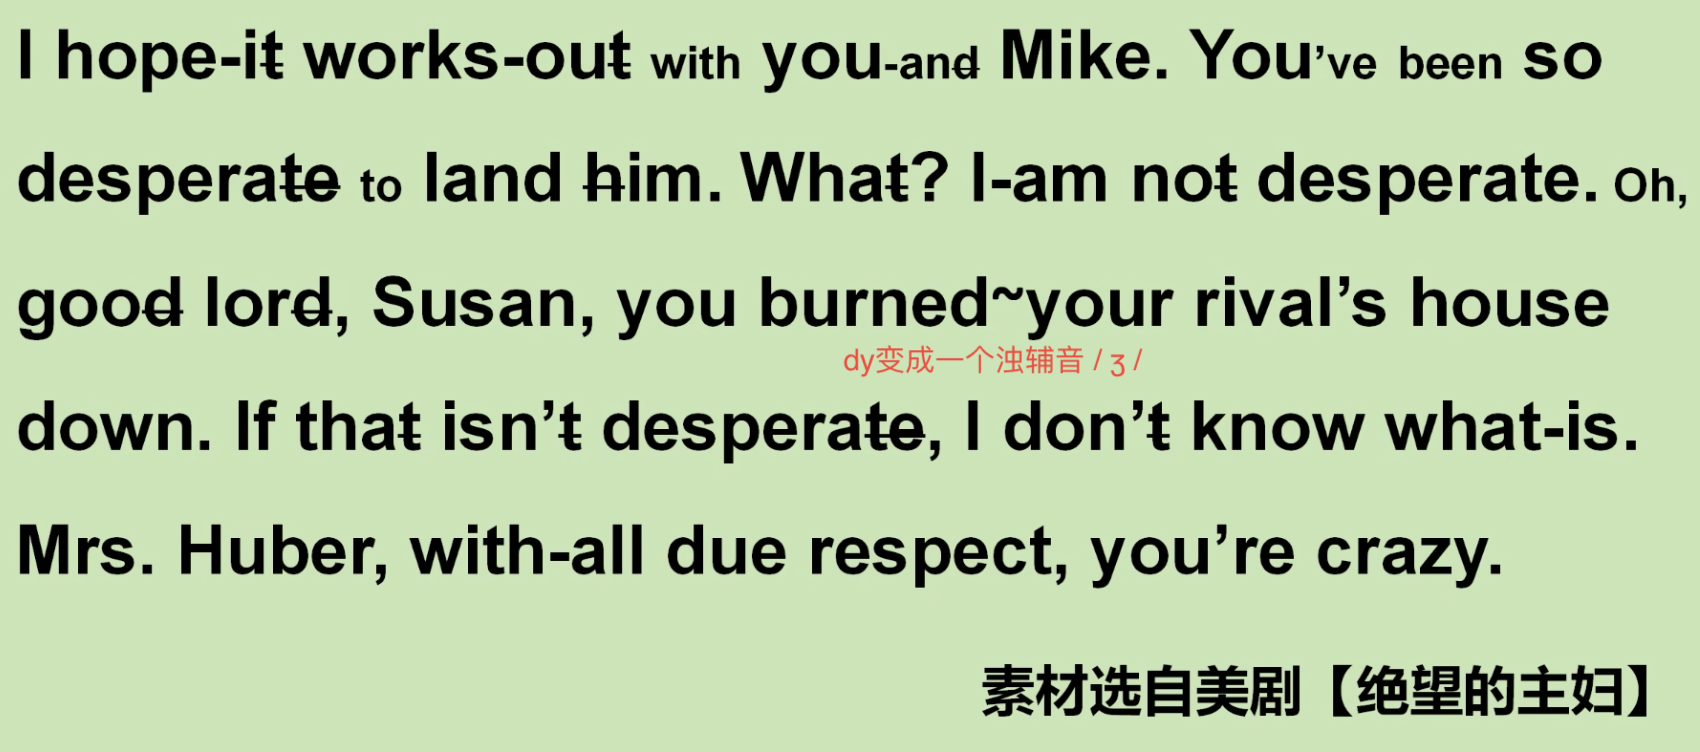 I hope-it works-out with you-and Mike. You’ve been so
desperate to land him. What? I-am not desperate. Oh,
good lord, Susan, you burned~your rival’s house
dy变成一个浊辅音 / ʒ /
down. If that isn’t desperate, I don’t know what-is.
Mrs. Huber, with-all due respect, you’re crazy.
素材选自美剧【绝望的主妇】